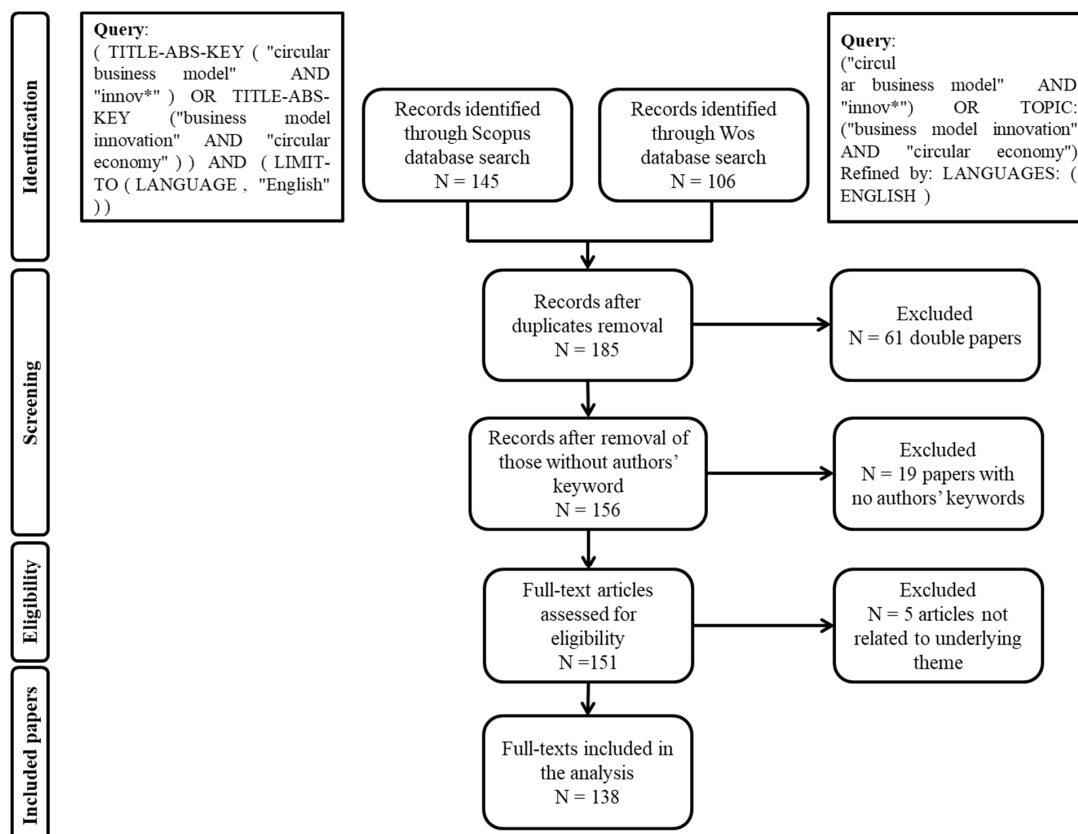 Identification
Query:
( TITLE-ABS-KEY ( "circular
business model" AND
"innov*" ) OR TITLE-ABS-
KEY ("business model
innovation" AND "circular
economy" ) ) AND ( LIMIT-
TO ( LANGUAGE , "English"
) )
Records identified
through Scopus
database search
N = 145
Records identified
through Wos
database search
N = 106
Query:
("circul
ar business model" AND
"innov*") OR TOPIC:
("business model innovation"
AND "circular economy")
Refined by: LANGUAGES: (
ENGLISH )
Screening
Records after
duplicates removal
N = 185
Excluded
N = 61 double papers
Records after removal of
those without authors'
keyword
N = 156
Excluded
N = 19 papers with
no authors' keywords
Eligibility
Full-text articles
assessed for
eligibility
N =151
Excluded
N = 5 articles not
related to underlying
theme
Included papers
Full-texts included in
the analysis
N = 138